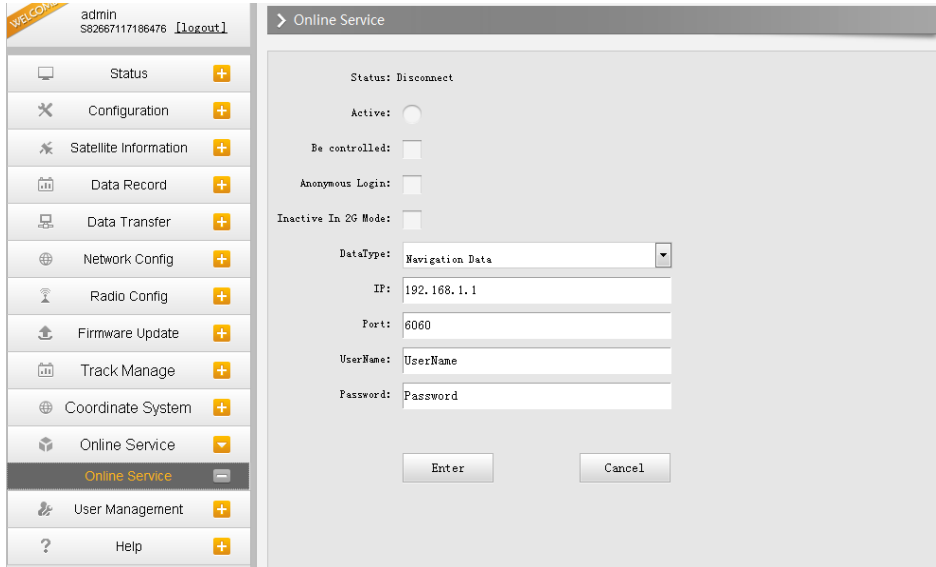 WELCOME
admin
S82667117186476 [logout]
Status
Configuration
Satellite Information
Data Record
Data Transfer
Network Config
Radio Config
Firmware Update
Track Manage
Coordinate System
Online Service
Online Service
User Management
Help
Online Service
Status: Disconnect
Active:
Be controlled:
Anonymous Login:
Inactive In 2G Mode:
DataType: Navigation Data
IP: 192.168.1.1
Port: 6060
UserName: UserName
Password: Password
Enter Cancel